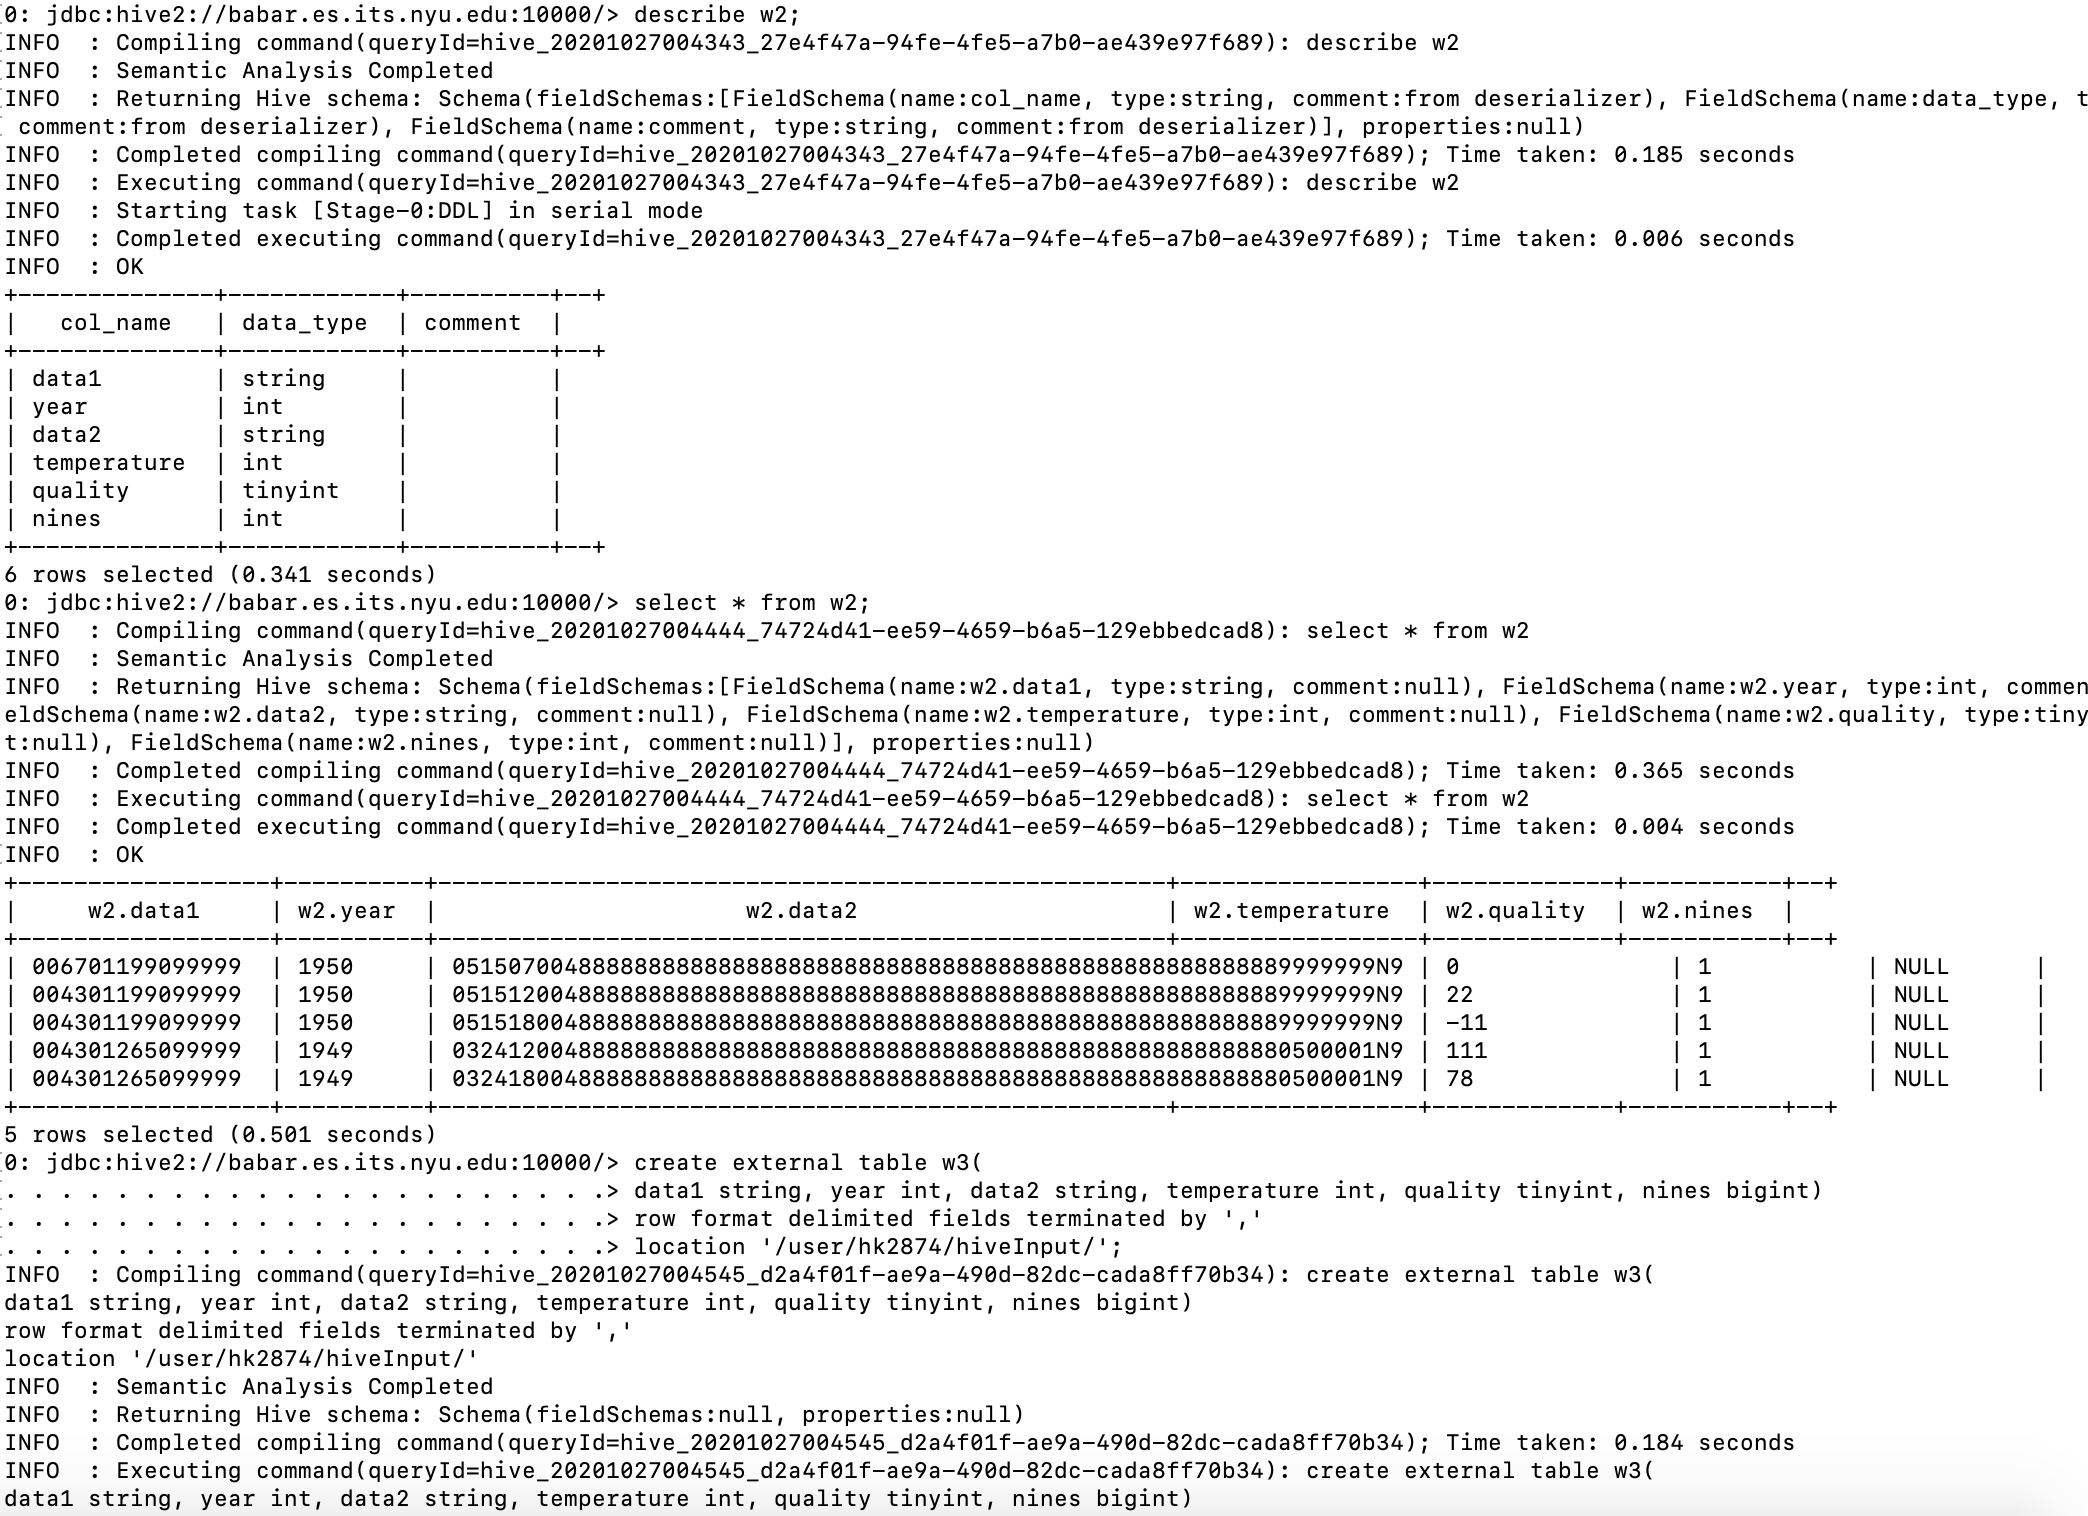 0: jdbc:hive2://babar.es.its.nyu.edu:10000/> describe w2;
INFO  : Compiling command(queryId=hive_20201027004343_27e4f47a-94fe-4fe5-a7b0-ae439e97f689): describe w2
INFO  : Semantic Analysis Completed
INFO  : Returning Hive schema: Schema(fieldSchemas:[FieldSchema(name:col_name, type:string, comment:from deserializer), FieldSchema(name:data_type, t
 comment:from deserializer), FieldSchema(name:comment, type:string, comment:from deserializer)], properties:null)
INFO  : Completed compiling command(queryId=hive_20201027004343_27e4f47a-94fe-4fe5-a7b0-ae439e97f689); Time taken: 0.185 seconds
INFO  : Executing command(queryId=hive_20201027004343_27e4f47a-94fe-4fe5-a7b0-ae439e97f689): describe w2
INFO  : Starting task [Stage-0:DDL] in serial mode
INFO  : Completed executing command(queryId=hive_20201027004343_27e4f47a-94fe-4fe5-a7b0-ae439e97f689); Time taken: 0.006 seconds
INFO  : OK
+--------------+------------+----------+--+
|   col_name   | data_type  | comment  |
+--------------+------------+----------+--+
| data1        | string     |          |
| year         | int        |          |
| data2        | string     |          |
| temperature  | int        |          |
| quality      | tinyint    |          |
| nines        | int        |          |
+--------------+------------+----------+--+
6 rows selected (0.341 seconds)
0: jdbc:hive2://babar.es.its.nyu.edu:10000/> select * from w2;
INFO  : Compiling command(queryId=hive_20201027004444_74724d41-ee59-4659-b6a5-129ebbedcad8): select * from w2
INFO  : Semantic Analysis Completed
INFO  : Returning Hive schema: Schema(fieldSchemas:[FieldSchema(name:w2.data1, type:string, comment:null), FieldSchema(name:w2.year, type:int, commen
eldSchema(name:w2.data2, type:string, comment:null), FieldSchema(name:w2.temperature, type:int, comment:null), FieldSchema(name:w2.quality, type:tiny
t:null), FieldSchema(name:w2.nines, type:int, comment:null)], properties:null)
INFO  : Completed compiling command(queryId=hive_20201027004444_74724d41-ee59-4659-b6a5-129ebbedcad8); Time taken: 0.365 seconds
INFO  : Executing command(queryId=hive_20201027004444_74724d41-ee59-4659-b6a5-129ebbedcad8): select * from w2
INFO  : Completed executing command(queryId=hive_20201027004444_74724d41-ee59-4659-b6a5-129ebbedcad8); Time taken: 0.004 seconds
INFO  : OK
+------------------+----------+----------------------------------------------------+-----------------+-------------+-----------+--+
|     w2.data1     | w2.year  |                      w2.data2                      | w2.temperature  | w2.quality  | w2.nines  |
+------------------+----------+----------------------------------------------------+-----------------+-------------+-----------+--+
| 006701199099999  | 1950     | 051507004888888888888888888888888888888888888888888888888889999999N9 | 0               | 1           | NULL      |
| 004301199099999  | 1950     | 051512004888888888888888888888888888888888888888888888888889999999N9 | 22              | 1           | NULL      |
| 004301199099999  | 1950     | 051518004888888888888888888888888888888888888888888888888889999999N9 | -11             | 1           | NULL      |
| 004301265099999  | 1949     | 032412004888888888888888888888888888888888888888888888888880500001N9 | 111             | 1           | NULL      |
| 004301265099999  | 1949     | 032418004888888888888888888888888888888888888888888888888880500001N9 | 78              | 1           | NULL      |
+------------------+----------+----------------------------------------------------+-----------------+-------------+-----------+--+
5 rows selected (0.501 seconds)
0: jdbc:hive2://babar.es.its.nyu.edu:10000/> create external table w3(
. . . . . . . . . . . . . . . . . . . . . .> data1 string, year int, data2 string, temperature int, quality tinyint, nines bigint)
. . . . . . . . . . . . . . . . . . . . . .> row format delimited fields terminated by ','
. . . . . . . . . . . . . . . . . . . . . .> location '/user/hk2874/hiveInput/';
INFO  : Compiling command(queryId=hive_20201027004545_d2a4f01f-ae9a-490d-82dc-cada8ff70b34): create external table w3(
data1 string, year int, data2 string, temperature int, quality tinyint, nines bigint)
row format delimited fields terminated by ','
location '/user/hk2874/hiveInput/'
INFO  : Semantic Analysis Completed
INFO  : Returning Hive schema: Schema(fieldSchemas:null, properties:null)
INFO  : Completed compiling command(queryId=hive_20201027004545_d2a4f01f-ae9a-490d-82dc-cada8ff70b34); Time taken: 0.184 seconds
INFO  : Executing command(queryId=hive_20201027004545_d2a4f01f-ae9a-490d-82dc-cada8ff70b34): create external table w3(
data1 string, year int, data2 string, temperature int, quality tinyint, nines bigint)